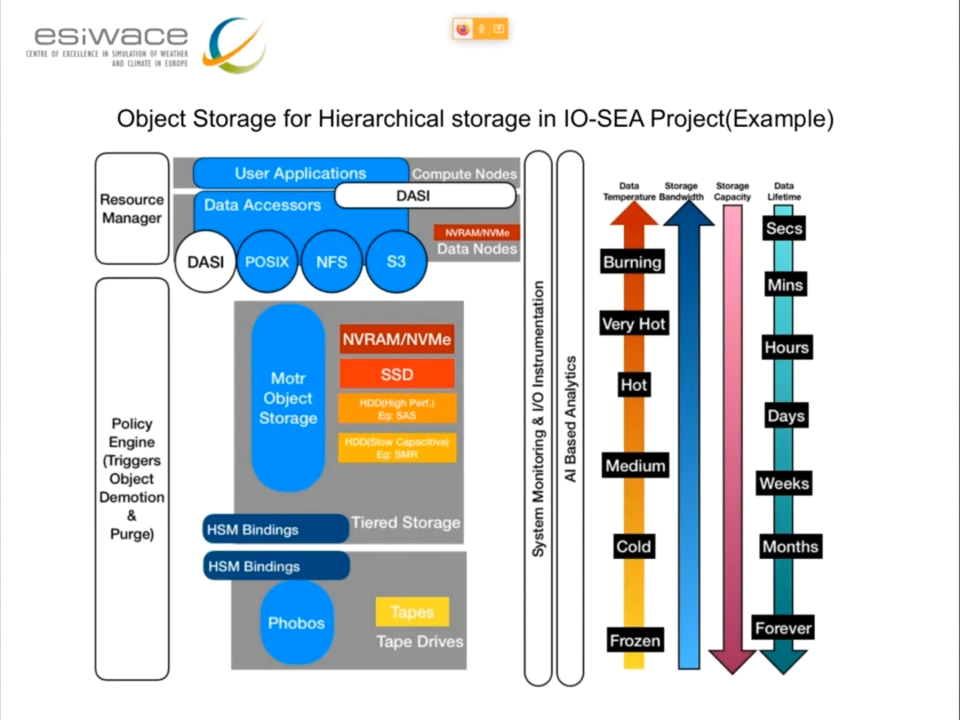 esiwace
CENTRE OF EXCELLENCE IN SIMULATION OF WEATHER
AND CLIMATE IN EUROPE
Object Storage for Hierarchical storage in IO-SEA Project(Example)
Resource
Manager
User Applications
Compute Nodes
DASI
Data Accessors
NVRAM/NVMe
Data Nodes
DASI
POSIX
NFS
S3
Policy
Engine
(Triggers
Object
Demotion
&
Purge)
Motr
Object
Storage
NVRAM/NVMe
SSD
HDD(High Perf.)
Eg: SAS
HDD(Slow Capacitive)
Eg: SMR
HSM Bindings
Tiered Storage
HSM Bindings
Phobos
Tapes
Tape Drives
System Monitoring & I/O Instrumentation
AI Based Analytics
Data
Temperature
Storage
Bandwidth
Storage
Capacity
Data
Lifetime
Burning
Very Hot
Hot
Medium
Cold
Frozen
Secs
Mins
Hours
Days
Weeks
Months
Forever